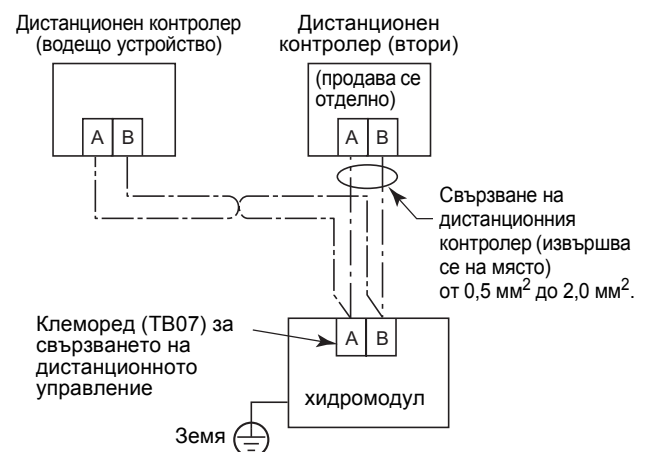 Дистанционен контролер
(водещо устройство)
Дистанционен
контролер (втори)
(продава се
отделно)
A B
A B
Свързване на
дистанционния
контролер (извършва
се на място)
от 0,5 мм² до 2,0 мм².
Клеморед (TB07) за
свързването на
дистанционното
управление
A B
хидромодул
Земя